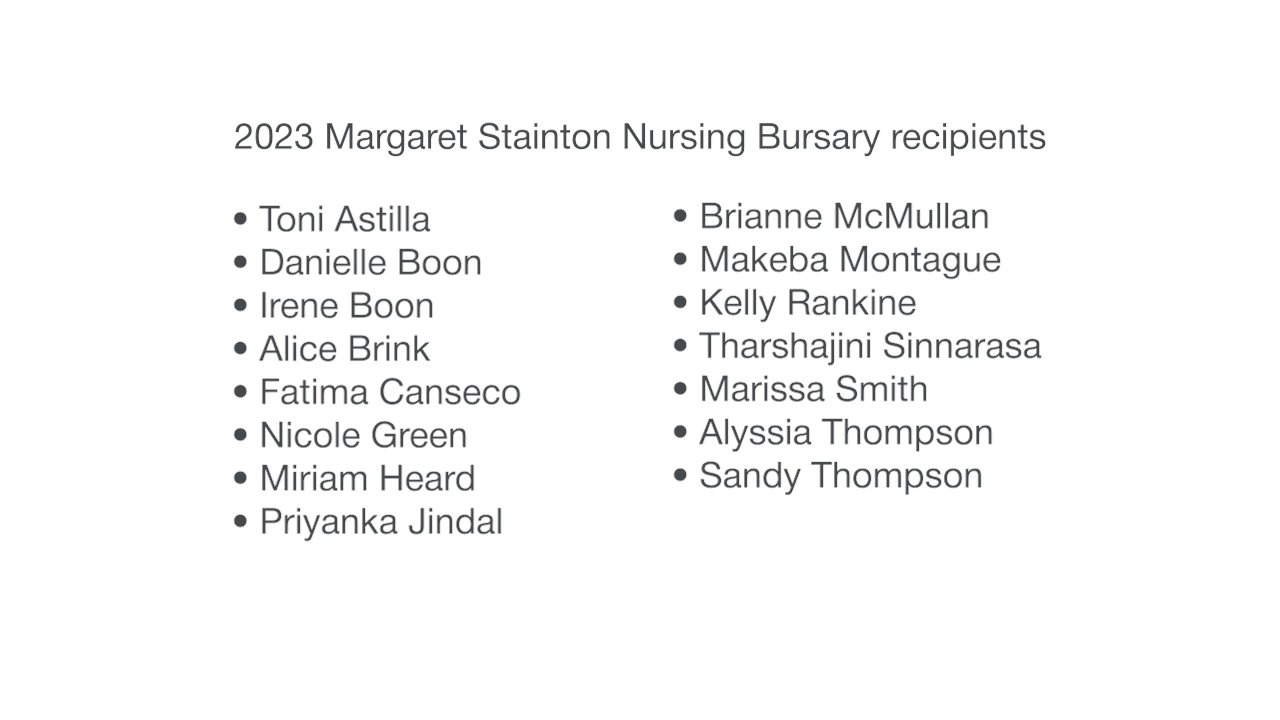 2023 Margaret Stainton Nursing Bursary recipients
• Toni Astilla
• Danielle Boon
• Irene Boon
• Alice Brink
• Fatima Canseco
• Nicole Green
• Miriam Heard
• Priyanka Jindal
• Brianne McMullan
• Makeba Montague
• Kelly Rankine
• Tharshajini Sinnarasa
• Marissa Smith
• Alyssia Thompson
• Sandy Thompson